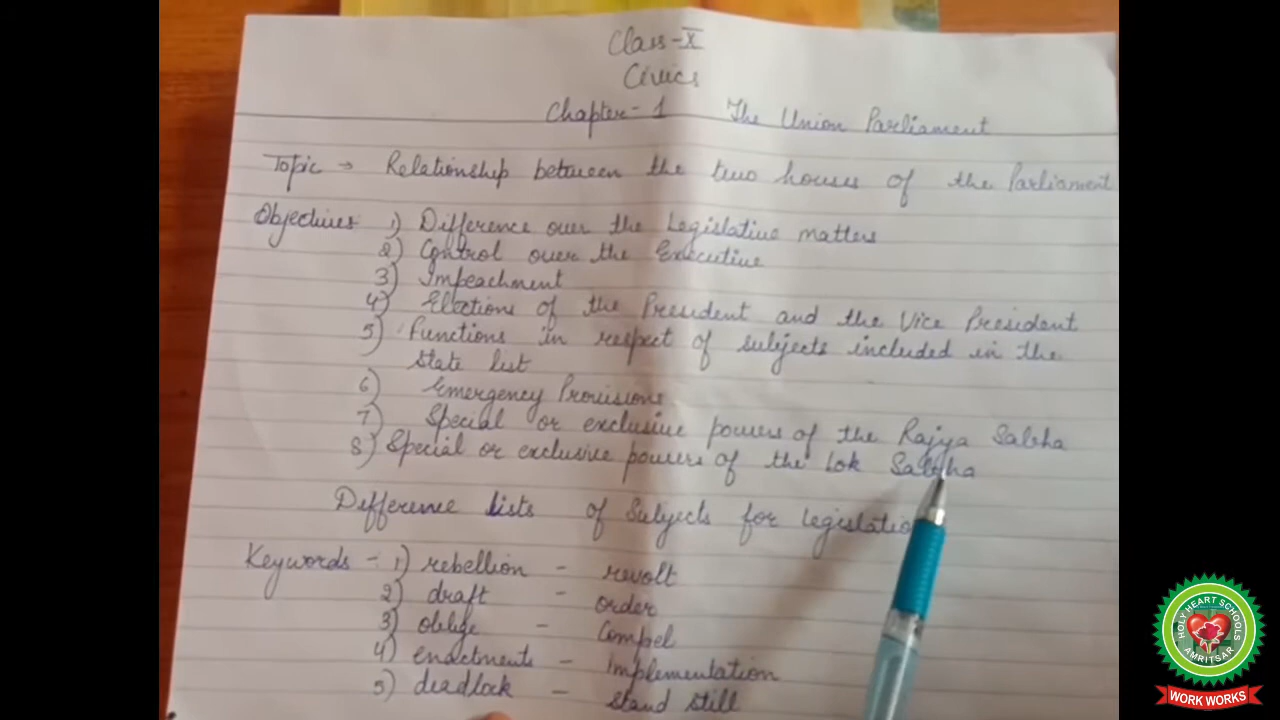 Class-X
Civics
Chapter-1 The Union Parliament
Topic → Relationship between the two houses of the Parliament
Objectives 1) Difference over the Legislative matters
2) Control over the Executive
3) Impeachment
4) Elections of the President and the Vice President
5) Functions in respect of subjects included in the
State list
6) Emergency Provisions
7) Special or exclusive powers of the Rajya Sabha
8) Special or exclusive powers of the Lok Sabha
Difference lists of Subjects for legislation
Keywords - 1) rebellion - revolt
2) draft - order
3) oblige - Compel
4) enactments - Implementation
5) deadlock - stand still
HOLY HEART SCHOOLS
AMRITSAR
WORK WORKS